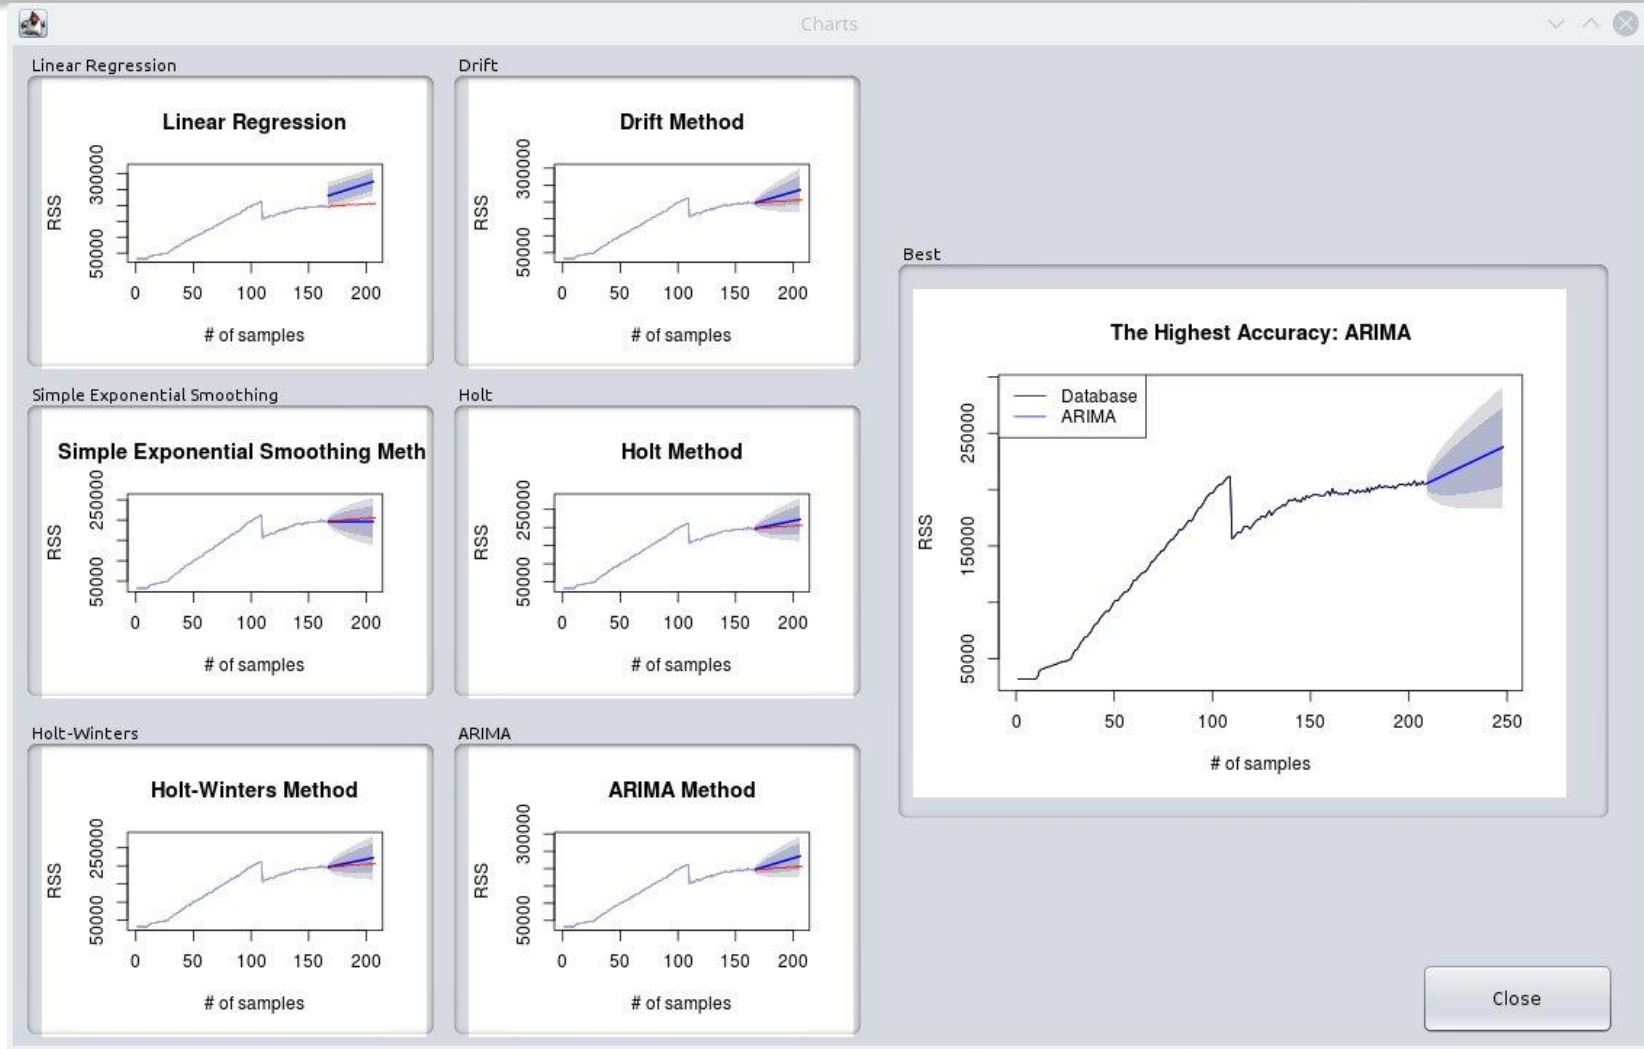 Charts
Linear Regression
Linear Regression
RSS
50000 300000
0 50 100 150 200
# of samples
Drift
Drift Method
RSS
50000 300000
0 50 100 150 200
# of samples
Simple Exponential Smoothing
Simple Exponential Smoothing Meth
RSS
50000 250000
0 50 100 150 200
# of samples
Holt
Holt Method
RSS
50000 250000
0 50 100 150 200
# of samples
Holt-Winters
Holt-Winters Method
RSS
50000 250000
0 50 100 150 200
# of samples
ARIMA
ARIMA Method
RSS
50000 300000
0 50 100 150 200
# of samples
Best
The Highest Accuracy: ARIMA
Database
ARIMA
RSS
50000 150000 250000
0 50 100 150 200 250
# of samples
Close